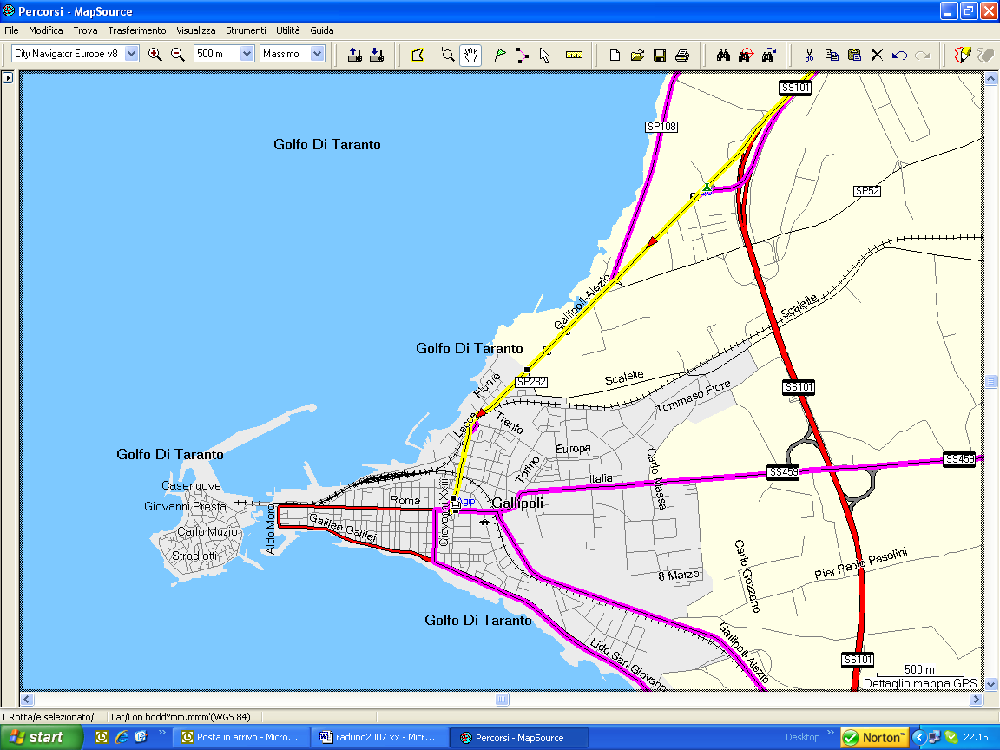 Percorsi - MapSource
File Modifica Trova Trasferimento Visualizza Strumenti Utilità Guida
City Navigator Europe v8 500 m Massimo
SS101
SP108
Golfo Di Taranto
SP52
Gallipoli-Alezio
Scalelle
Golfo Di Taranto
SP282
Fiume
Scalelle
Tommaso Fiore
SS101
Lecce
Trento
Europa
Torino
Carlo Massa
Golfo Di Taranto
SS459
SS459
Italia
Casenuove
Giovanni Presta
Roma
Giovanni XXIII
Agip
Gallipoli
Carlo Muzio
Aldo Moro
Galileo Galilei
Stradiotti
8 Marzo
Carlo Gozzano
Pier Paolo Pasolini
Golfo Di Taranto
Lido San Giovanni
Gallipoli-Alezio
SS101
500 m
Dettaglio mappa GPS
1 Rotta/e selezionato/i Lat/Lon hddd°mm.mmm'(WGS 84)
start Posta in arrivo - Micro... raduno2007 xx - Micr... Percorsi - MapSource Desktop Norton 22.15